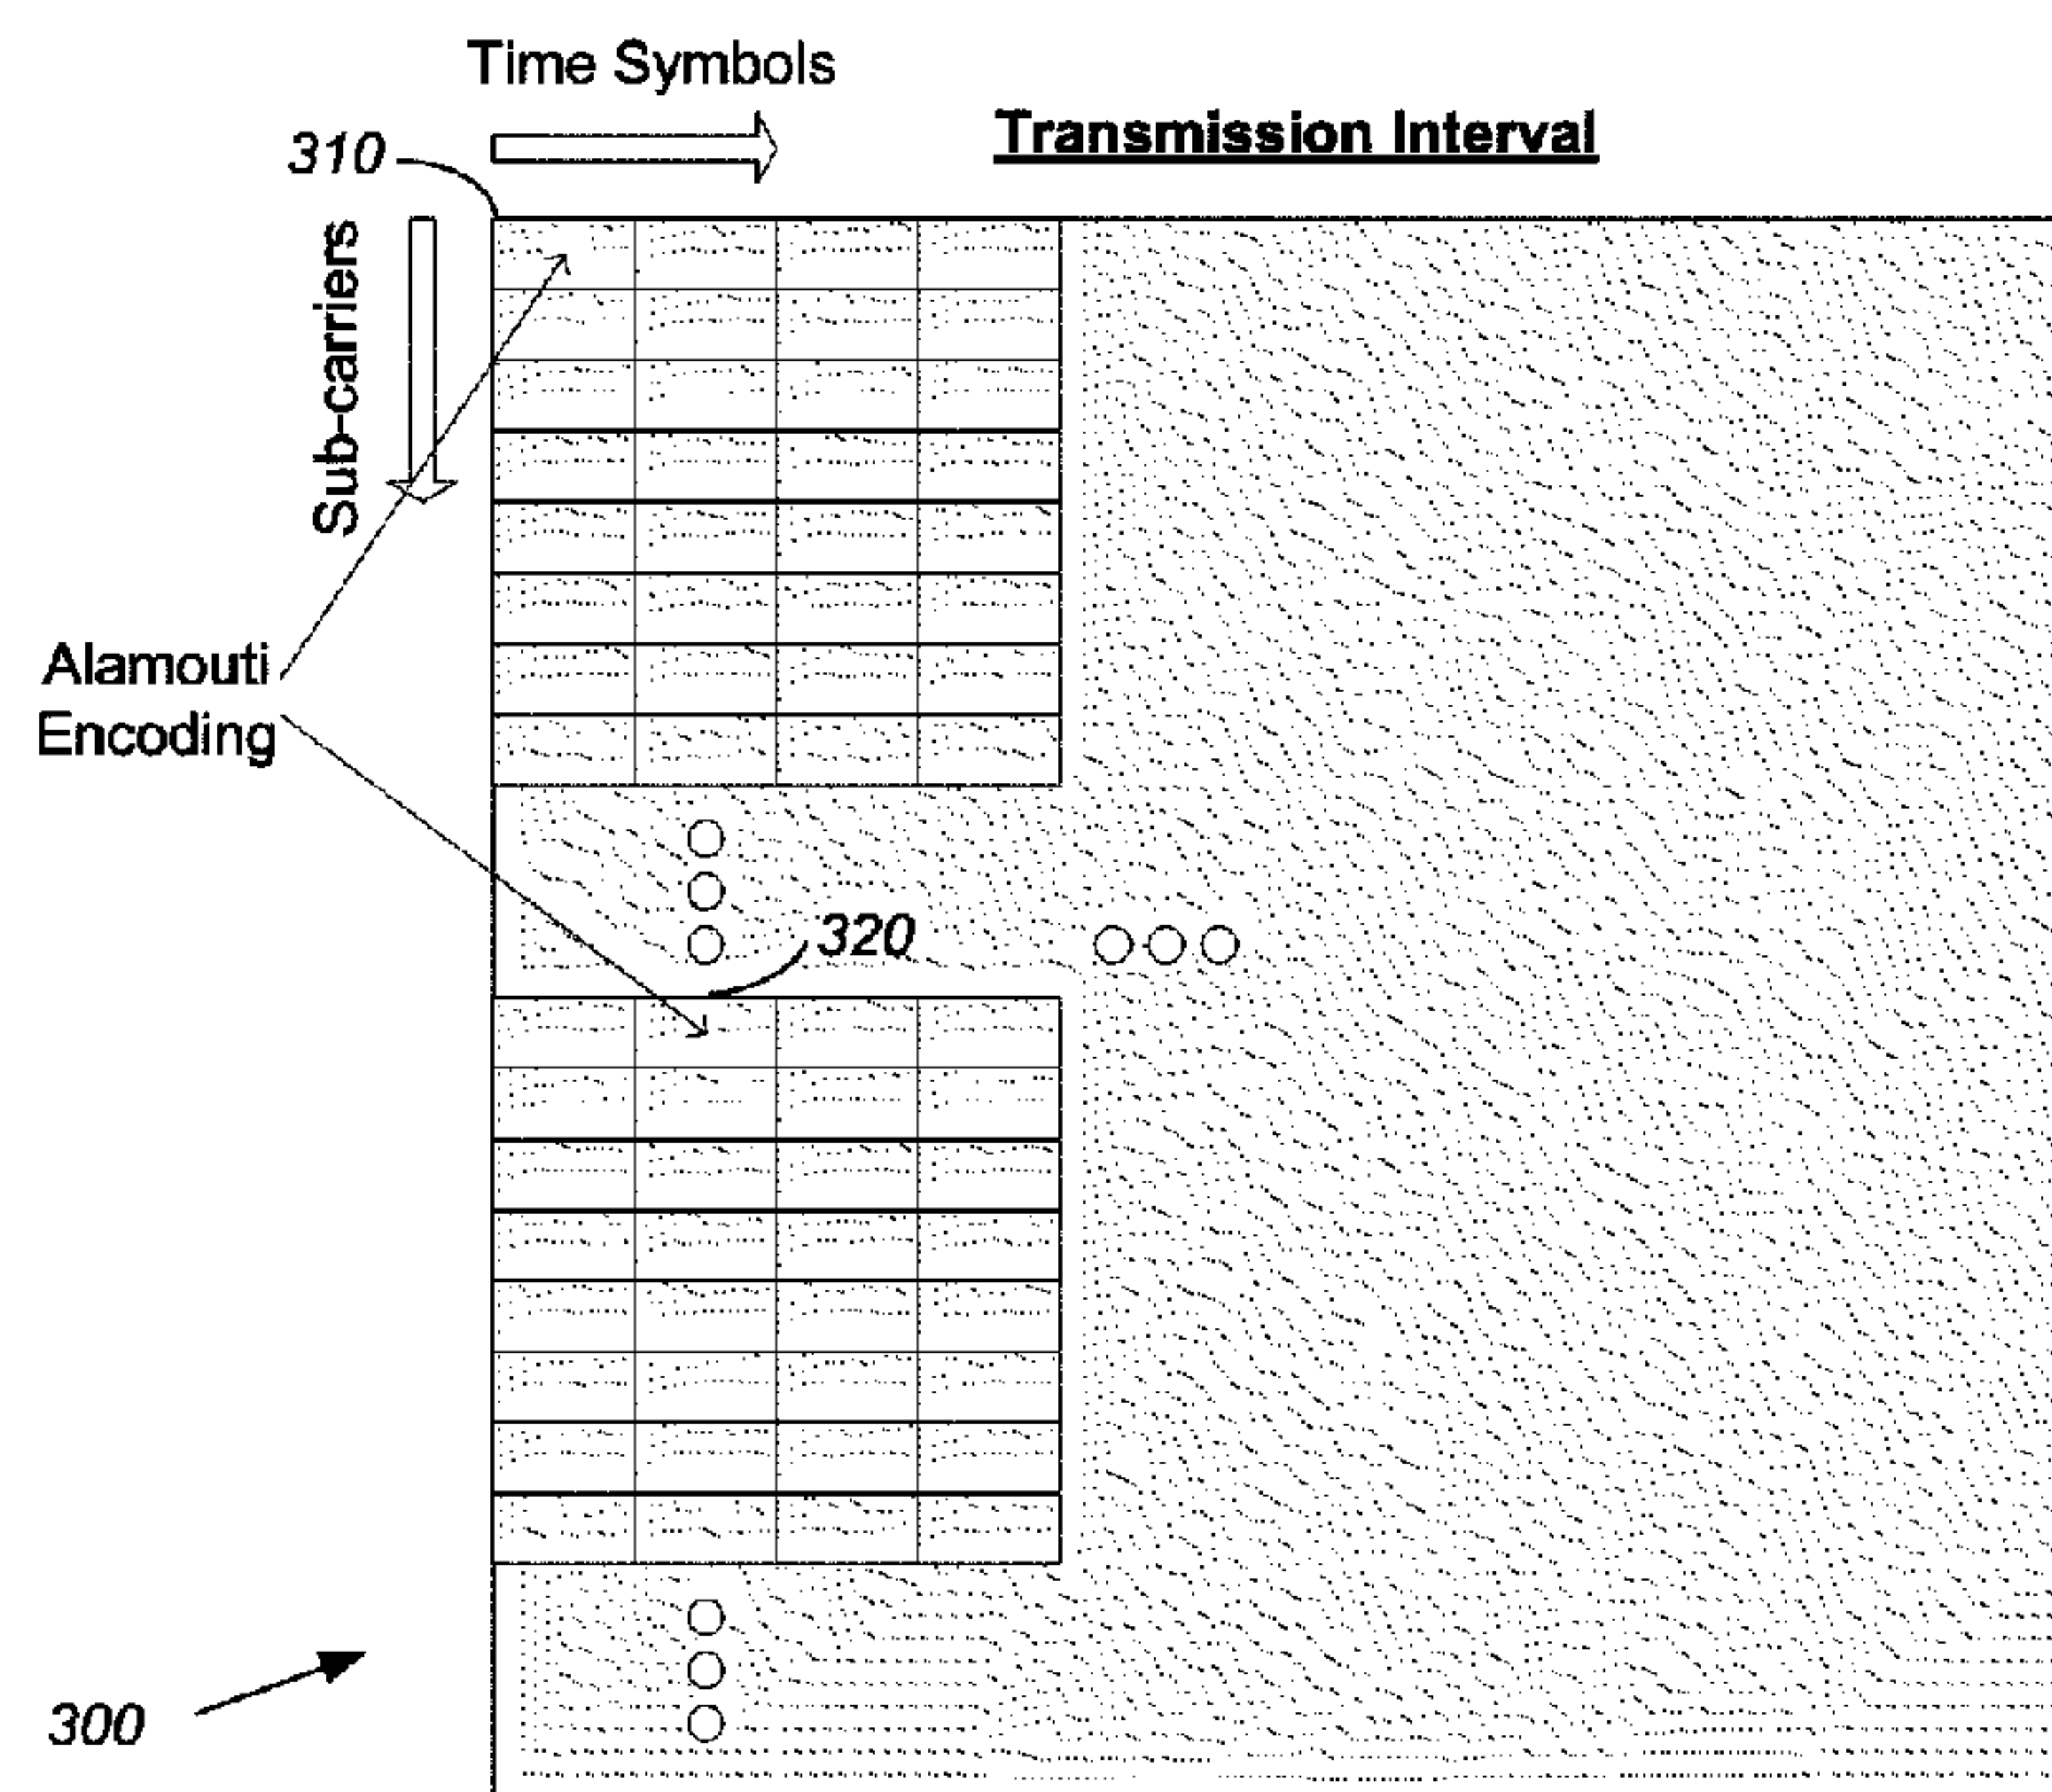 Time Symbols
Transmission Interval
310
Sub-carriers
Alamouti
Encoding
320
300